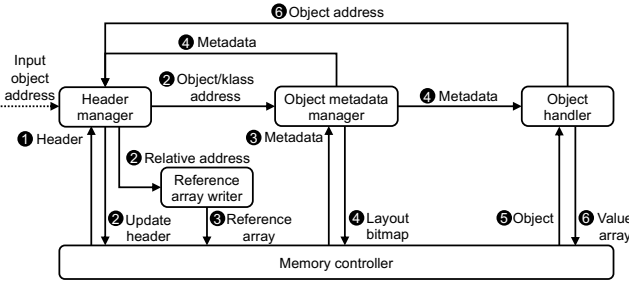 ❻ Object address
❹ Metadata
Input
object
address
❷ Object/klass
address
❹ Metadata
Header
manager
Object metadata
manager
Object
handler
❶ Header
❸ Metadata
❷ Relative address
Reference
array writer
❷ Update
header
❸ Reference
array
❹ Layout
bitmap
❺ Object
❻ Value
array
Memory controller